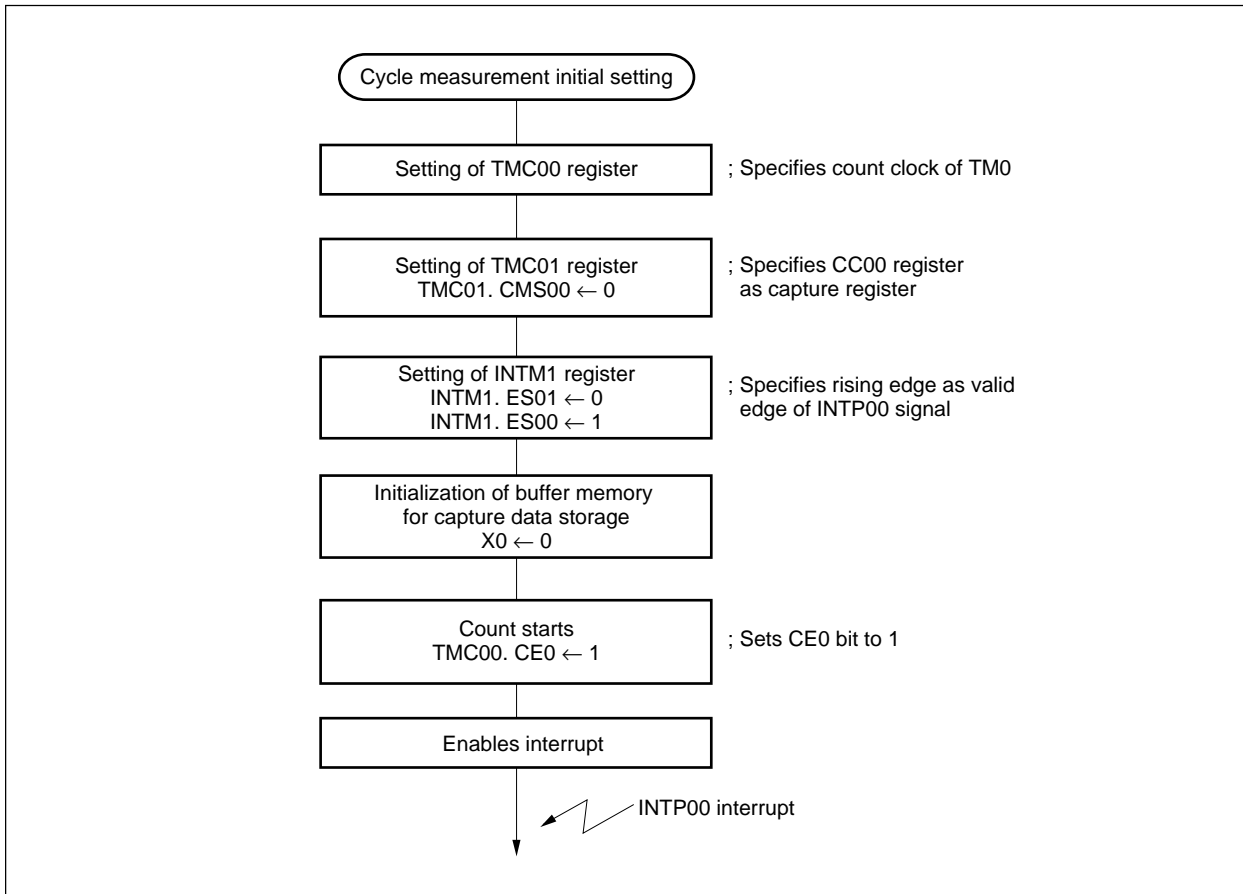 Cycle measurement initial setting
Setting of TMC00 register
; Specifies count clock of TM0
Setting of TMC01 register
TMC01. CMS00 ← 0
; Specifies CC00 register
as capture register
Setting of INTM1 register
INTM1. ES01 ← 0
INTM1. ES00 ← 1
; Specifies rising edge as valid
edge of INTP00 signal
Initialization of buffer memory
for capture data storage
X0 ← 0
Count starts
TMC00. CE0 ← 1
; Sets CE0 bit to 1
Enables interrupt
INTP00 interrupt